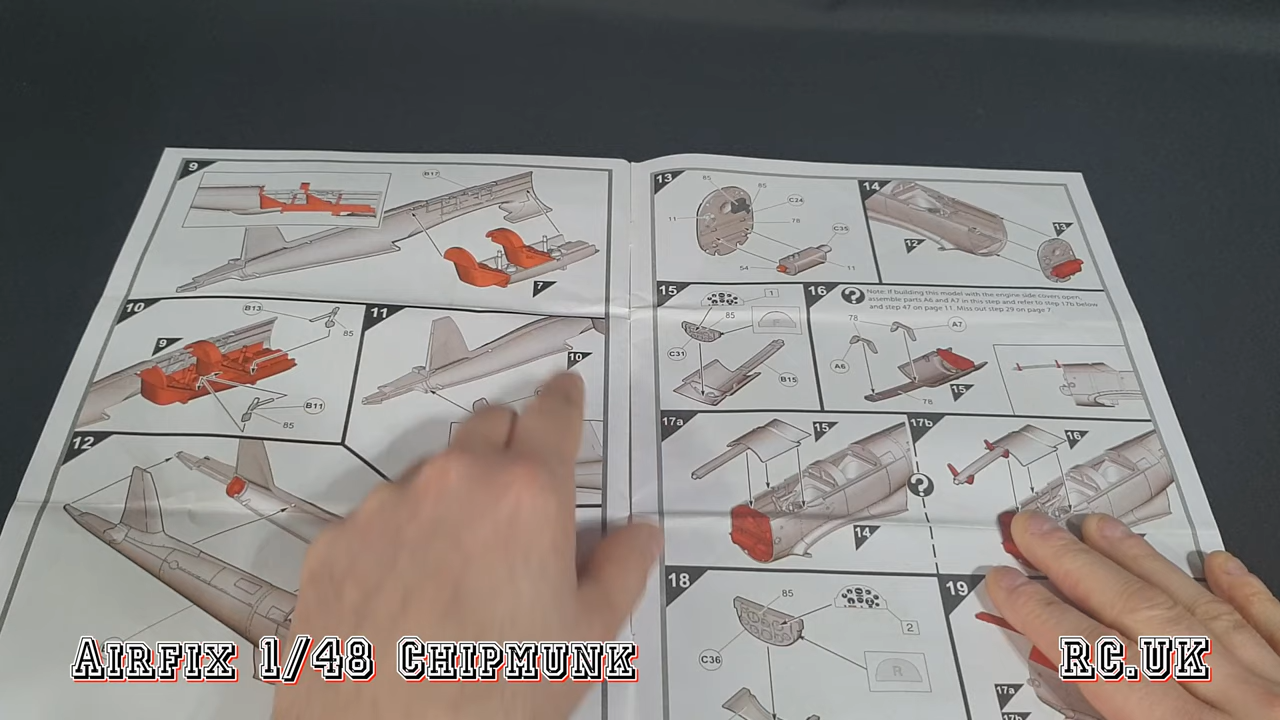 9
B17
7
10
B13
85
9
B11
85
11
10
12
13
85
85
C24
11
78
C35
54
11
14
13
12
15
1
85
F
C31
B15
16
? Note: If building this model with the engine side covers open,
assemble parts A6 and A7 in this step and refer to step 17b below
and step 47 on page 11. Miss out step 29 on page 7.
78
A7
A6
15
78
17a
15
14
17b
16
?
18
85
2
C36
R
19
17a
17b
Airfix 1/48 Chipmunk
RC.UK